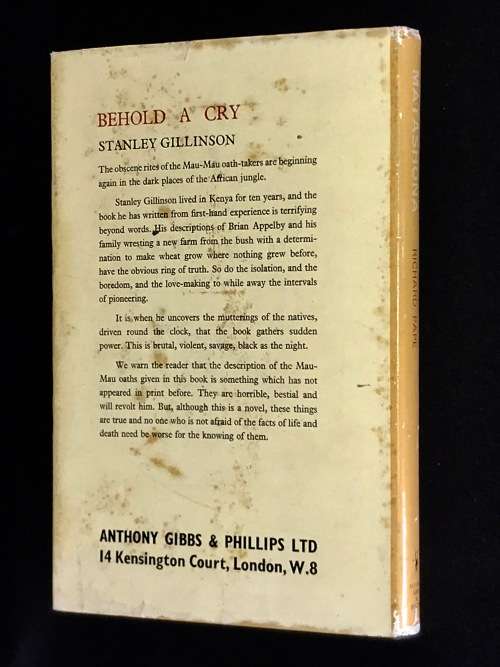 BEHOLD A CRY
STANLEY GILLINSON
The obscene rites of the Mau-Mau oath-takers are beginning
again in the dark places of the African jungle.
Stanley Gillinson lived in Kenya for ten years, and the
book he has written from first-hand experience is terrifying
beyond words. His descriptions of Brian Appelby and his
family wresting a new farm from the bush with a determi-
nation to make wheat grow where nothing grew before,
have the obvious ring of truth. So do the isolation, and the
boredom, and the love-making to while away the intervals
of pioneering.
It is when he uncovers the mutterings of the natives,
driven round the clock, that the book gathers sudden
power. This is brutal, violent, savage, black as the night.
We warn the reader that the description of the Mau-
Mau oaths given in this book is something which has not
appeared in print before. They are horrible, bestial and
will revolt him. But, although this is a novel, these things
are true and no one who is not afraid of the facts of life and
death need be worse for the knowing of them.
ANTHONY GIBBS & PHILLIPS LTD
14 Kensington Court, London, W.8
RICHARD PAPE